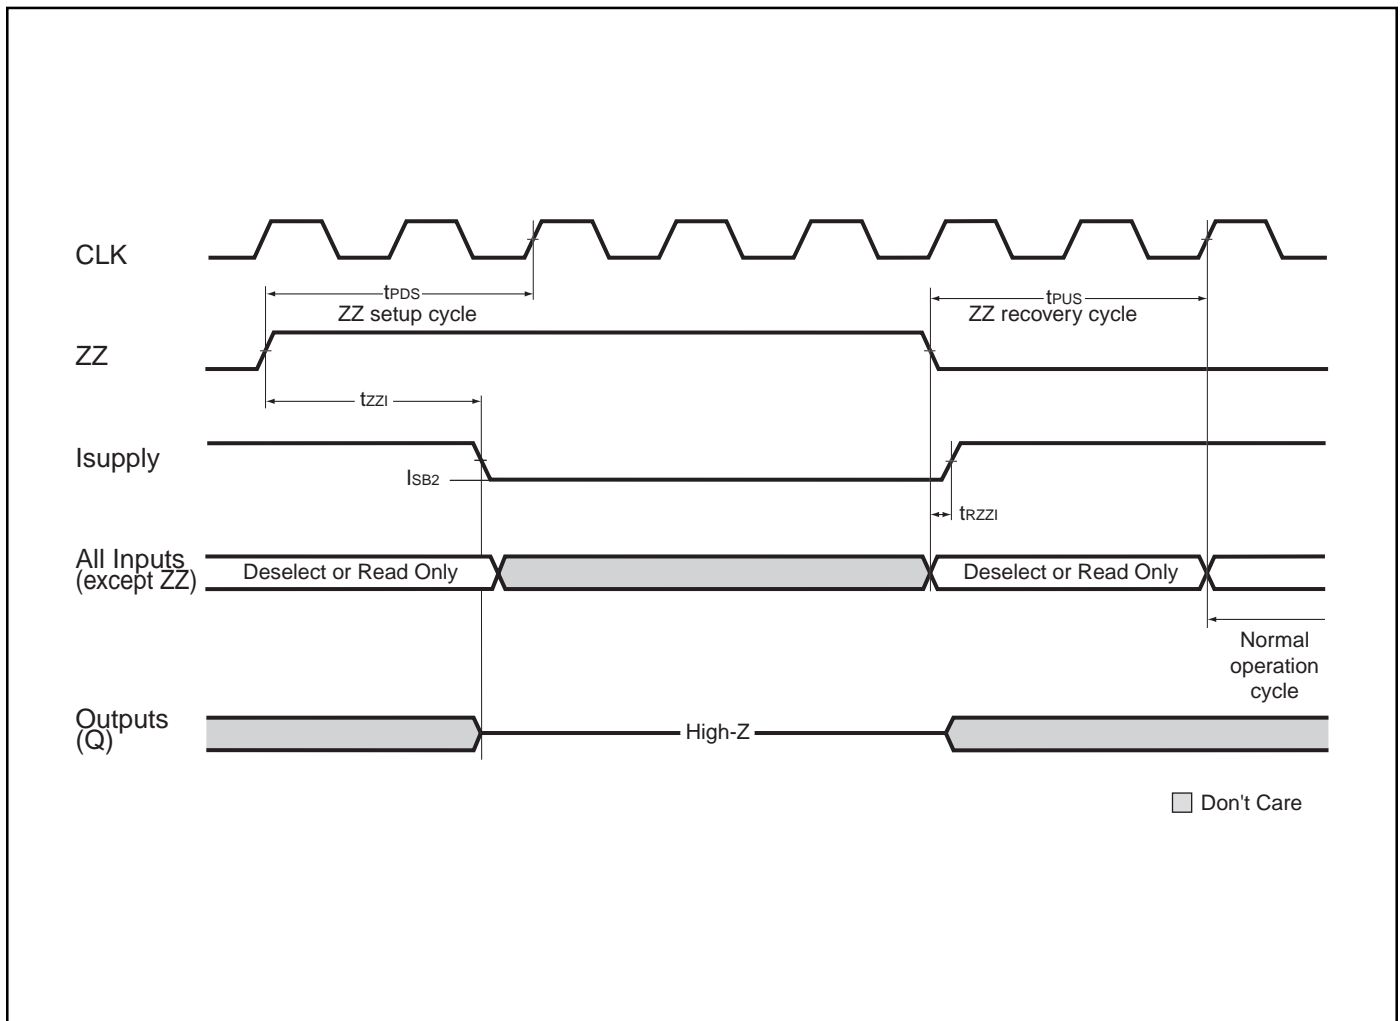 CLK
tPDS
ZZ setup cycle
tPUS
ZZ recovery cycle
ZZ
tZZI
Isupply
ISB2
tRZZI
All Inputs
(except ZZ)
Deselect or Read Only
Deselect or Read Only
Normal
operation
cycle
Outputs
(Q)
High-Z
Don't Care